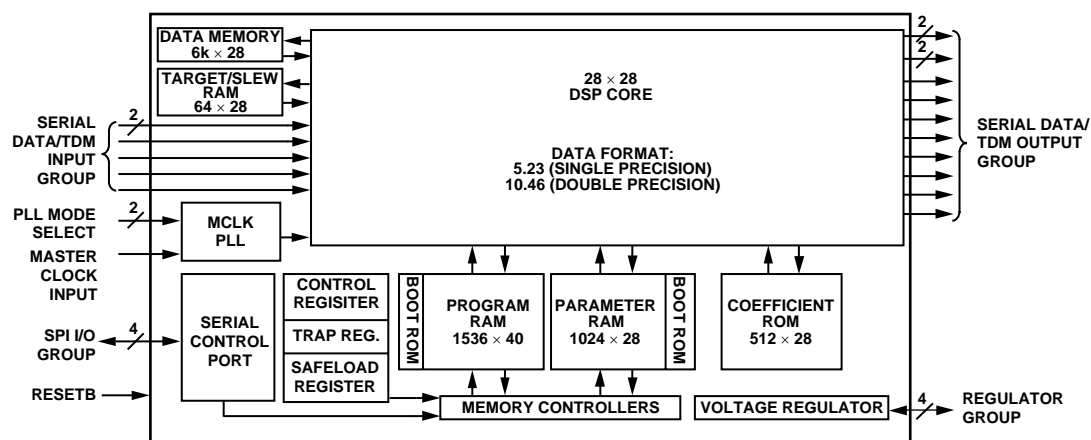 DATA MEMORY
6k × 28
TARGET/SLEW
RAM
64 × 28
28 × 28
DSP CORE
DATA FORMAT:
5.23 (SINGLE PRECISION)
10.46 (DOUBLE PRECISION)
2
2
SERIAL DATA/
TDM OUTPUT
GROUP
2
SERIAL
DATA/TDM
INPUT
GROUP
2
PLL MODE
SELECT
MCLK
PLL
MASTER
CLOCK
INPUT
4
SPI I/O
GROUP
RESETB
SERIAL
CONTROL
PORT
CONTROL
REGISITER
TRAP REG.
SAFELOAD
REGISTER
BOOT ROM
PROGRAM
RAM
1536 × 40
PARAMETER
RAM
1024 × 28
BOOT ROM
COEFFICIENT
ROM
512 × 28
MEMORY CONTROLLERS
VOLTAGE REGULATOR
4
REGULATOR
GROUP